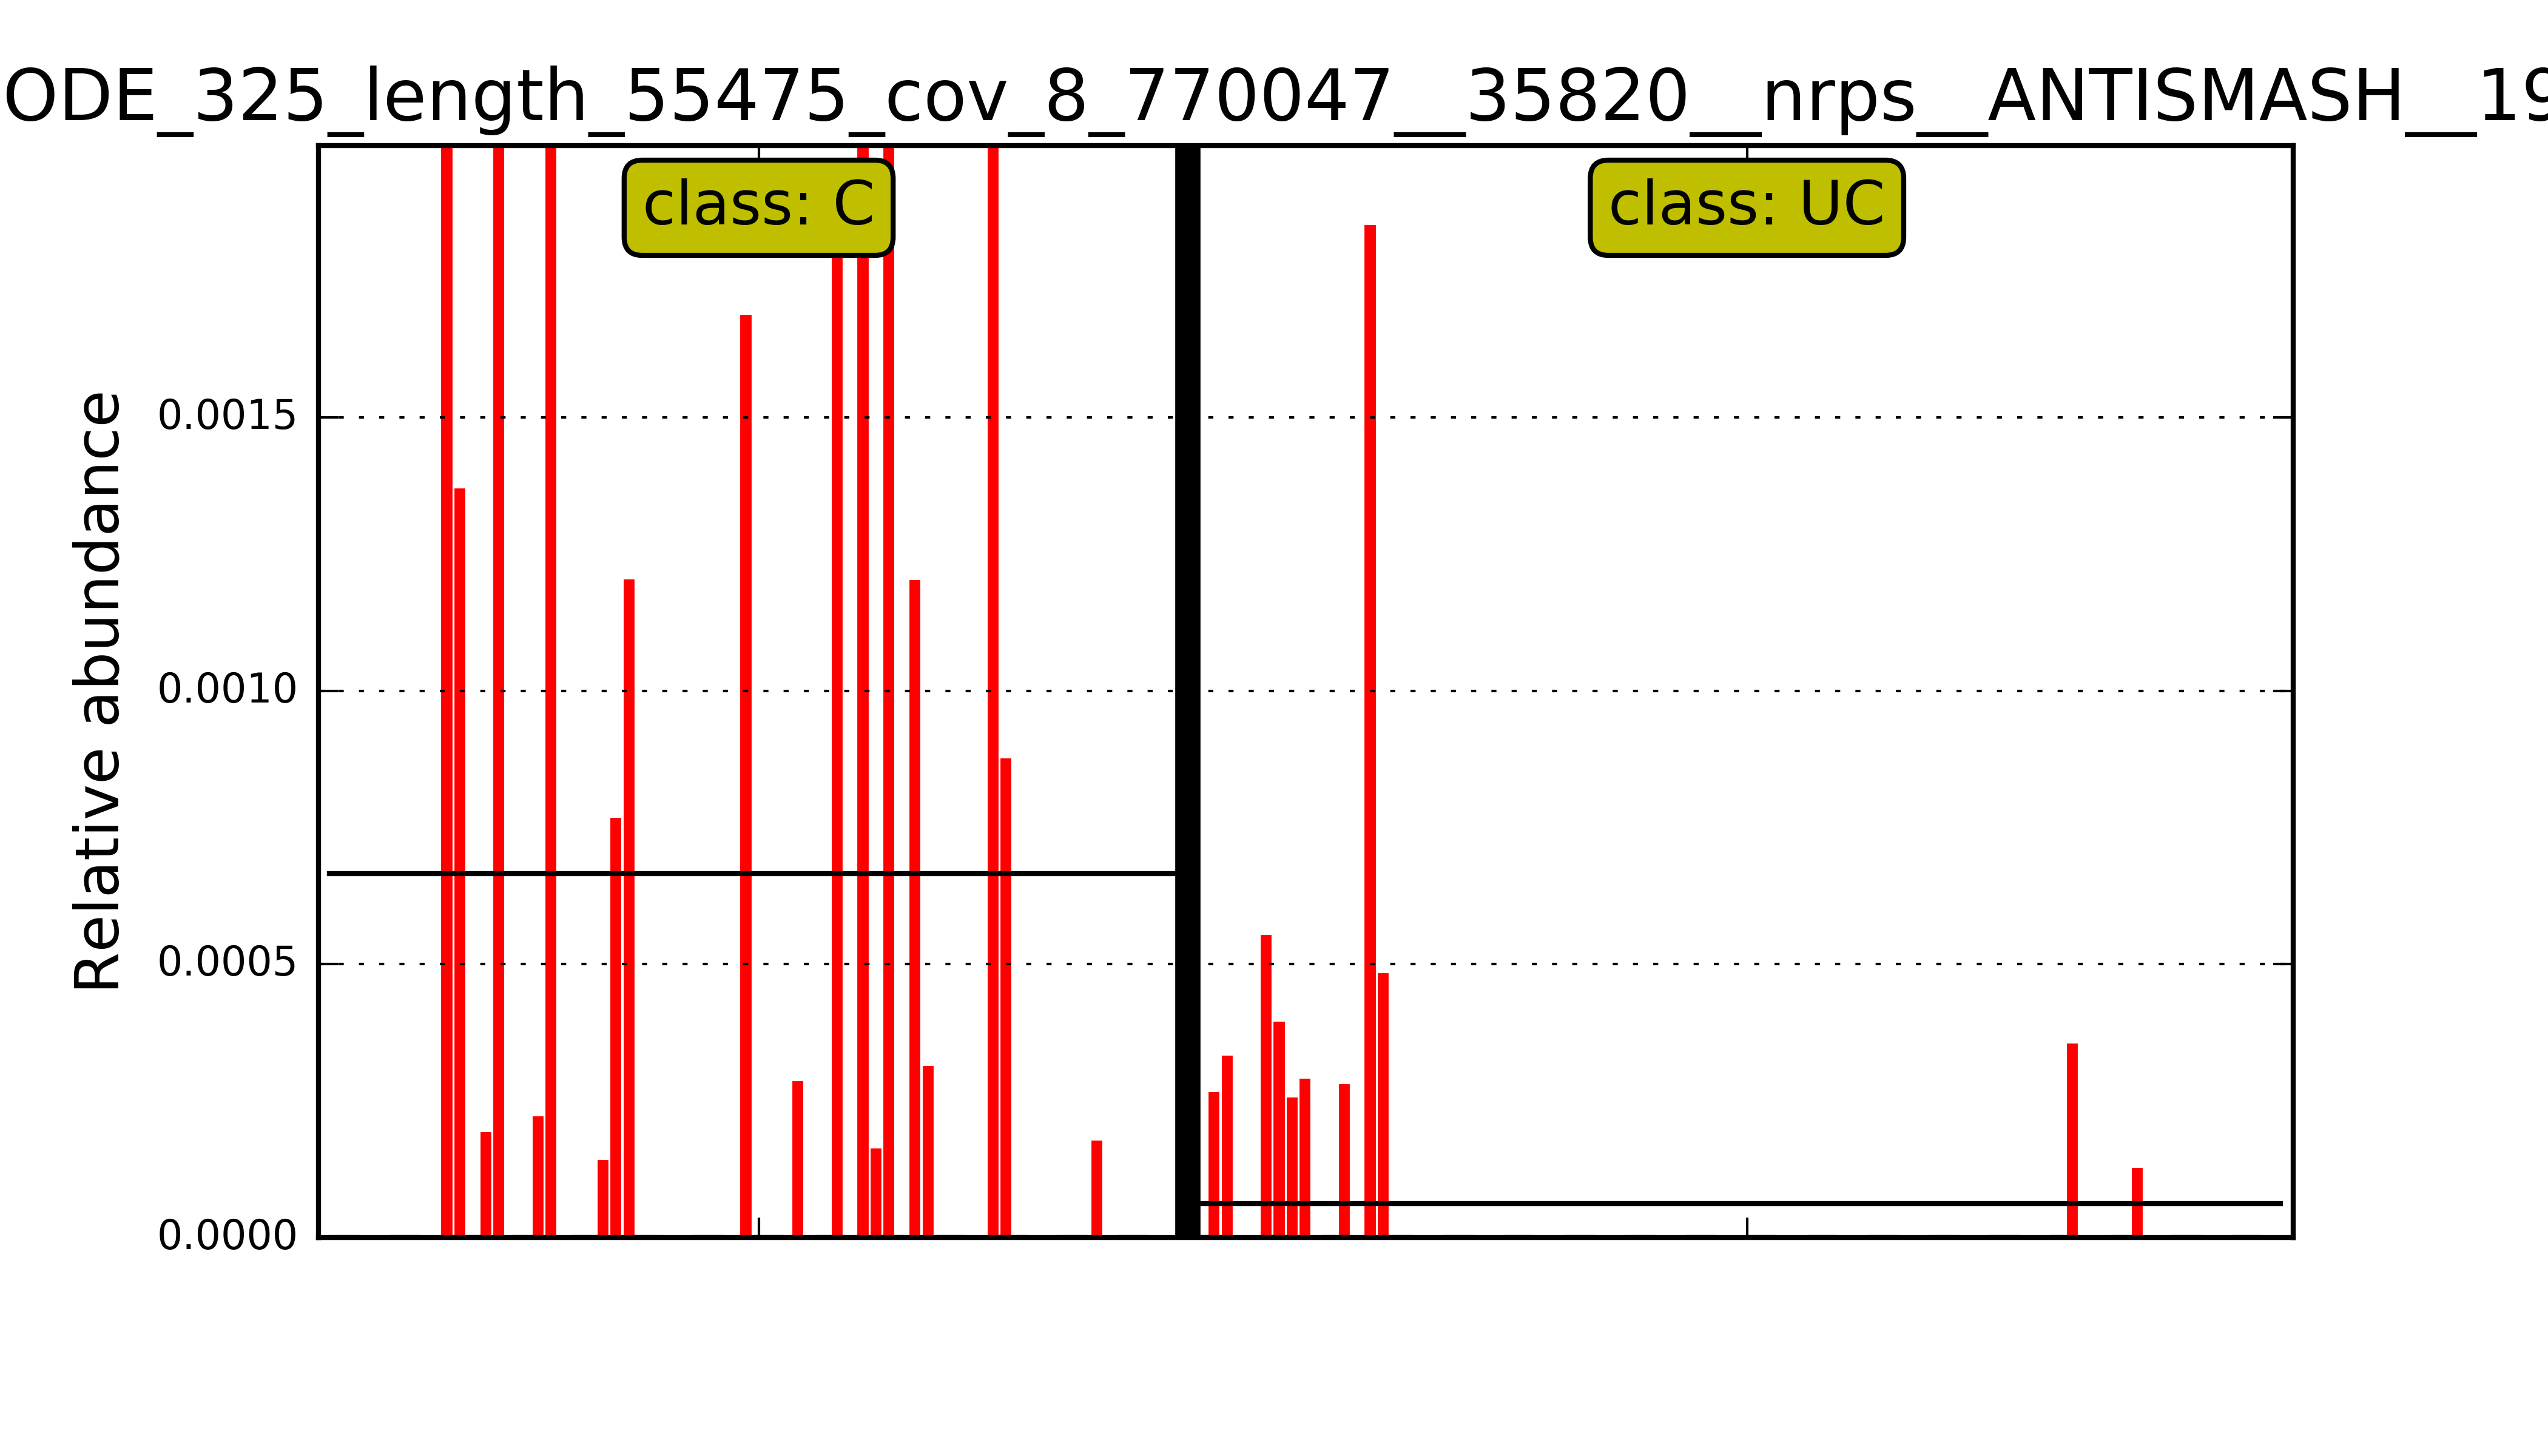 ODE_325_length_55475_cov_8_770047__35820__nrps__ANTISMASH__19
class: C
class: UC
Relative abundance
0.0015
0.0010
0.0005
0.0000